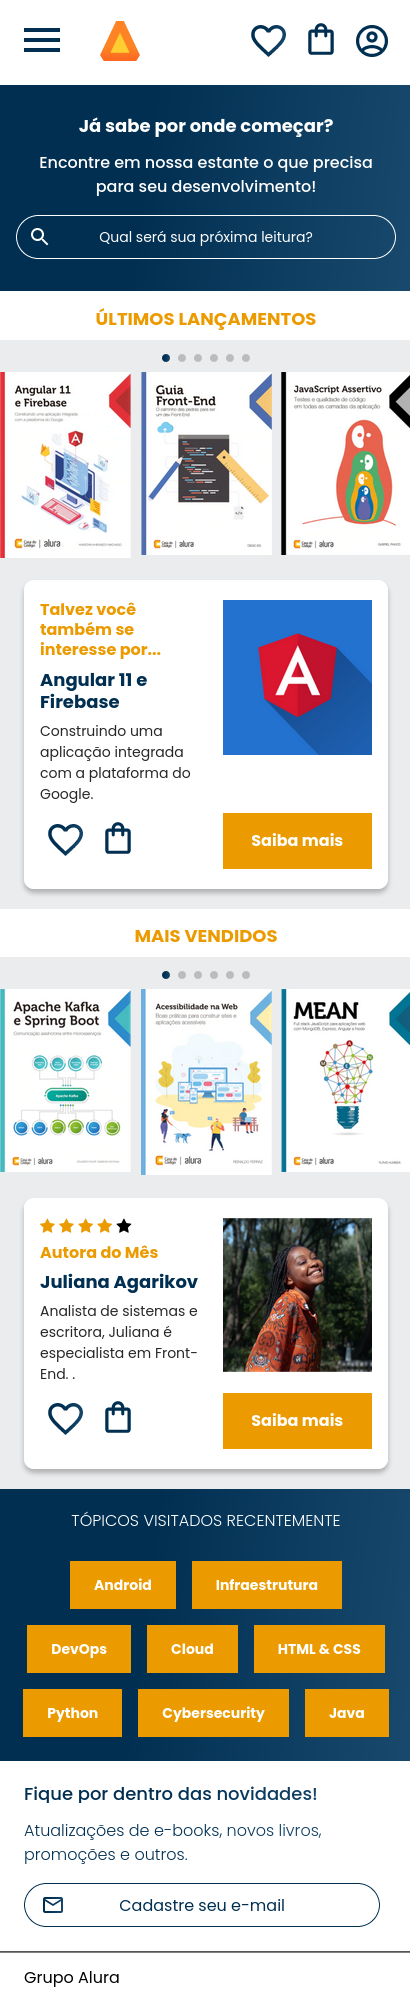 Já sabe por onde começar?
Encontre em nossa estante o que precisa
para seu desenvolvimento!
Qual será sua próxima leitura?
ÚLTIMOS LANÇAMENTOS
Angular 11
e Firebase
Construindo uma aplicação integrada
com a plataforma do Google
Casa do Código | alura
Guia
Front-End
O caminho das pedras para ser
um dev Front-End
Casa do Código | alura
JavaScript Assertivo
Testes e qualidade de código
em todas as camadas da aplicação
Casa do Código | alura
Talvez você
também se
interesse por...
Angular 11 e
Firebase
Construindo uma
aplicação integrada
com a plataforma do
Google.
Saiba mais
MAIS VENDIDOS
Apache Kafka
e Spring Boot
Comunicação assíncrona entre microsserviços
Apache Kafka
Casa do Código | alura
Acessibilidade na Web
Boas práticas para construir sites e
aplicações acessíveis
Casa do Código | alura
MEAN
Full stack JavaScript para aplicações web
com MongoDB, Express, Angular e Node
Casa do Código | alura
Autora do Mês
Juliana Agarikov
Analista de sistemas e
escritora, Juliana é
especialista em Front-
End. .
Saiba mais
TÓPICOS VISITADOS RECENTEMENTE
Android
Infraestrutura
DevOps
Cloud
HTML & CSS
Python
Cybersecurity
Java
Fique por dentro das novidades!
Atualizações de e-books, novos livros,
promoções e outros.
Cadastre seu e-mail
Grupo Alura